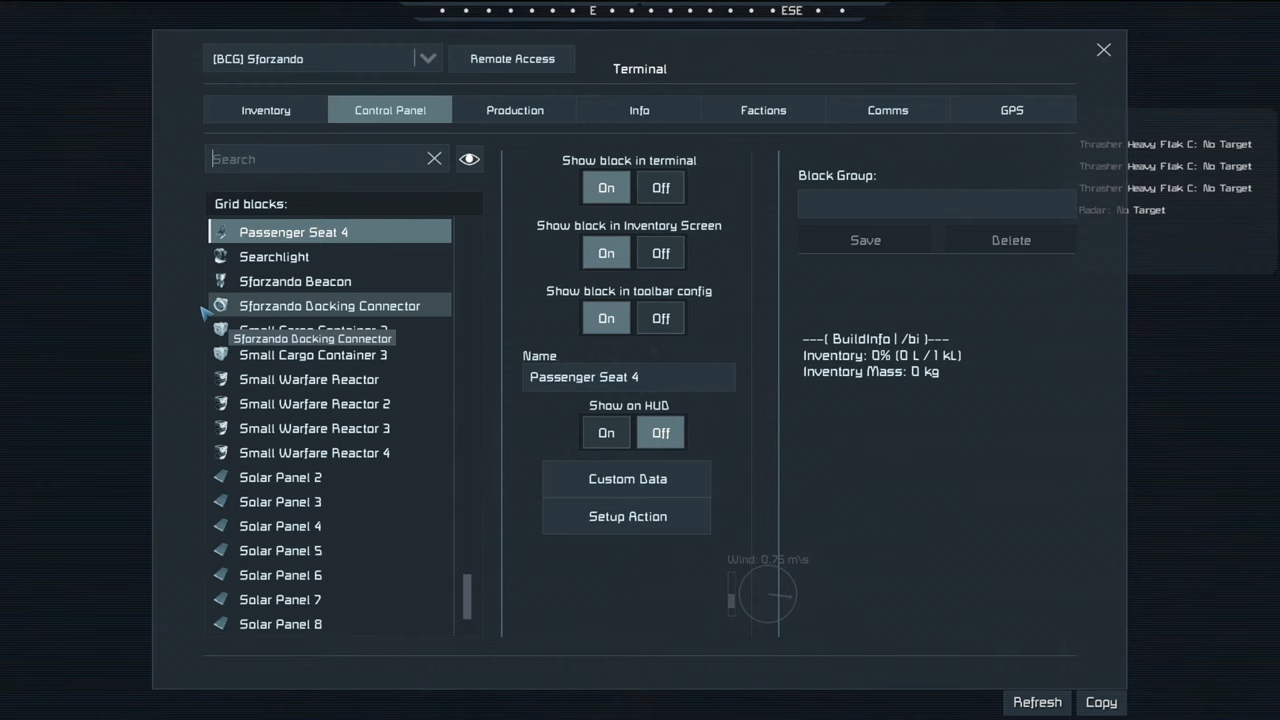 E
ESE
[BCG] Sforzando
Remote Access
Terminal
Inventory
Control Panel
Production
Info
Factions
Comms
GPS
Search
Grid blocks:
Passenger Seat 4
Searchlight
Sforzando Beacon
Sforzando Docking Connector
Sforzando Docking Connector
Small Cargo Container 3
Small Warfare Reactor
Small Warfare Reactor 2
Small Warfare Reactor 3
Small Warfare Reactor 4
Solar Panel 2
Solar Panel 3
Solar Panel 4
Solar Panel 5
Solar Panel 6
Solar Panel 7
Solar Panel 8
Show block in terminal
On Off
Show block in Inventory Screen
On Off
Show block in toolbar config
On Off
Name
Passenger Seat 4
Show on HUD
On Off
Custom Data
Setup Action
Block Group:
Save
Delete
---( BuildInfo | /bi )---
Inventory: 0% (0 L / 1 kL)
Inventory Mass: 0 kg
Wind: 0.75 m\s
Thrasher Heavy Flak C: No Target
Thrasher Heavy Flak C: No Target
Thrasher Heavy Flak C: No Target
Radar: No Target
Refresh
Copy